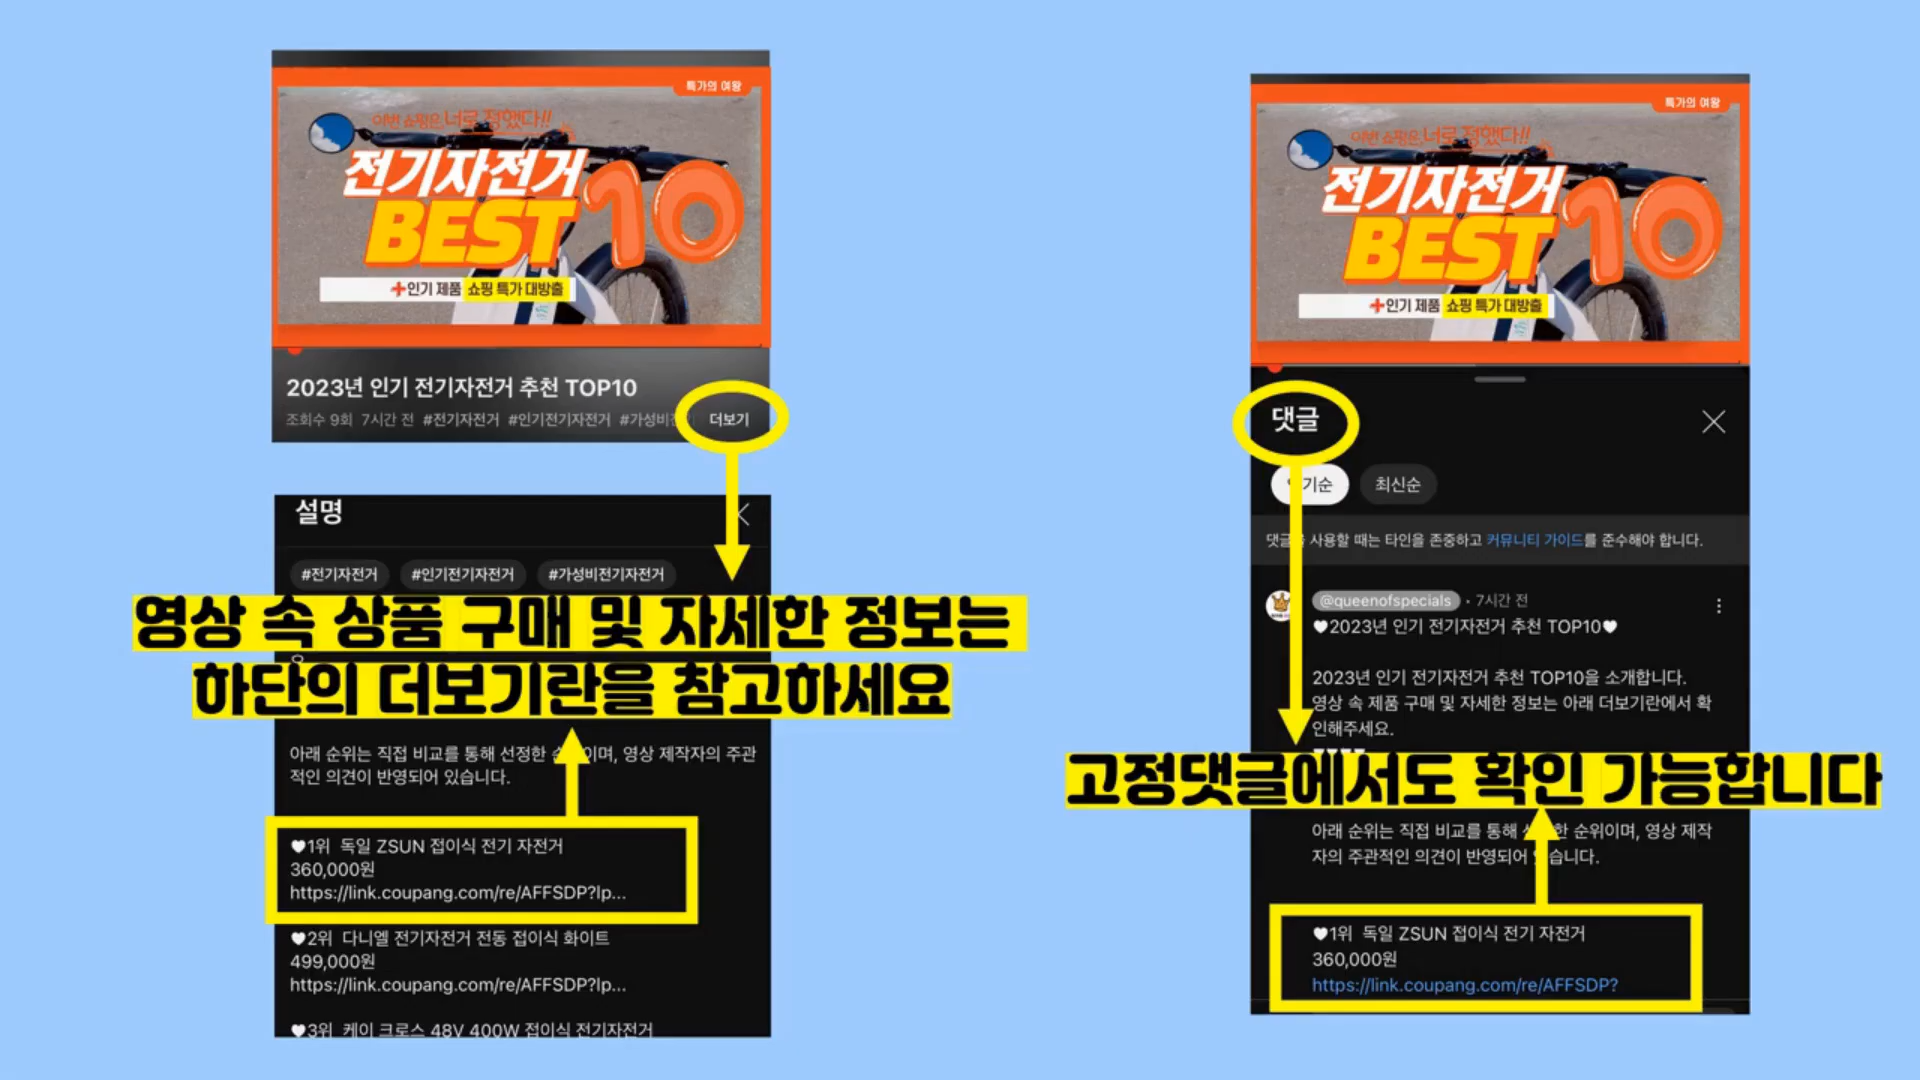 특가의 여왕
이번 쇼핑은, 너로 정했다!!
전기자전거
BEST 10
+인기 제품 쇼핑 특가 대방출
2023년 인기 전기자전거 추천 TOP10
조회수 9회 7시간 전 #전기자전거 #인기전기자전거 #가성비 더보기
설명
#전기자전거 #인기전기자전거 #가성비전기자전거
영상 속 상품 구매 및 자세한 정보는
하단의 더보기란을 참고하세요
아래 순위는 직접 비교를 통해 선정한 이며, 영상 제작자의 주관
적인 의견이 반영되어 있습니다.
♥1위 독일 ZSUN 접이식 전기 자전거
360,000원
https://link.coupang.com/re/AFFSDP?lp...
♥2위 다니엘 전기자전거 전동 접이식 화이트
499,000원
https://link.coupang.com/re/AFFSDP?lp...
♥3위 케이 크로스 48V 400W 접이식 전기자전거
특가의 여왕
이번 쇼핑은, 너로 정했다!!
전기자전거
BEST 10
+인기 제품 쇼핑 특가 대방출
댓글
기순 최신순
댓글 사용할 때는 타인을 존중하고 커뮤니티 가이드를 준수해야 합니다.
@queenofspecials · 7시간 전
♥2023년 인기 전기자전거 추천 TOP10♥
2023년 인기 전기자전거 추천 TOP10을 소개합니다.
영상 속 제품 구매 및 자세한 정보는 아래 더보기란에서 확
인해주세요.
고정댓글에서도 확인 가능합니다
아래 순위는 직접 비교를 통해 한 순위이며, 영상 제작
자의 주관적인 의견이 반영되어 습니다.
♥1위 독일 ZSUN 접이식 전기 자전거
360,000원
https://link.coupang.com/re/AFFSDP?